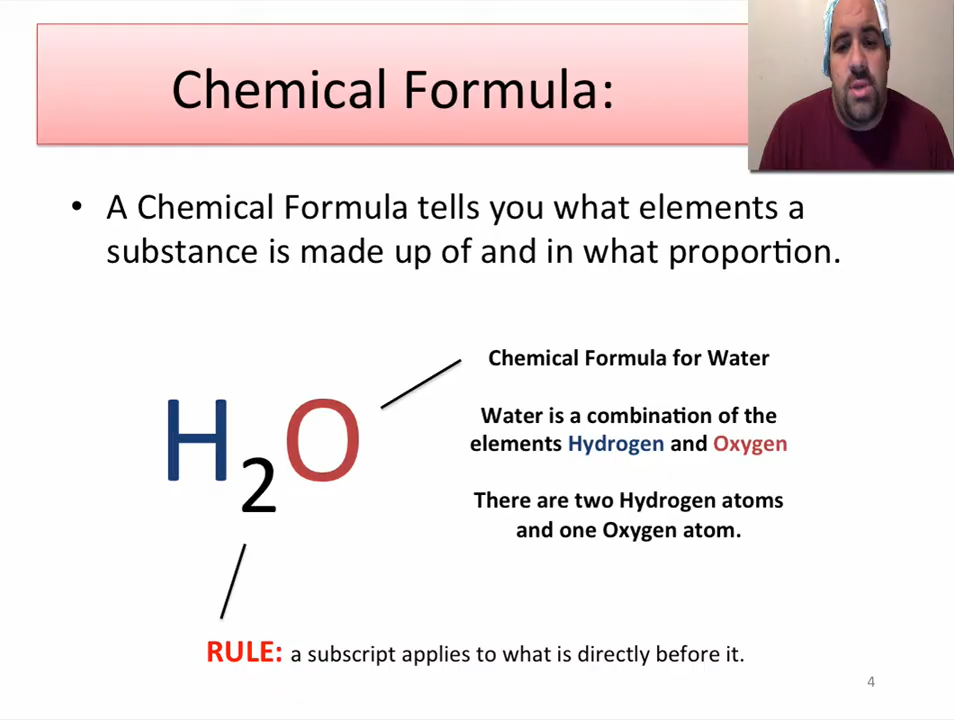 Chemical Formula:
• A Chemical Formula tells you what elements a
substance is made up of and in what proportion.
Chemical Formula for Water
Water is a combination of the
elements Hydrogen and Oxygen
There are two Hydrogen atoms
and one Oxygen atom.
H₂O
RULE: a subscript applies to what is directly before it.
4